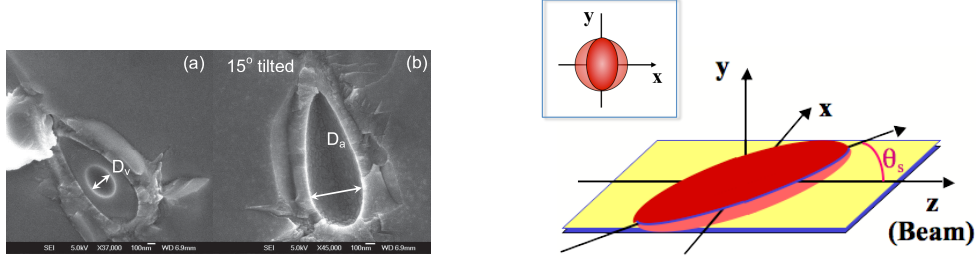 (a)
D_v
SEI 5.0kV X37,000 100nm WD 6.9mm
15° tilted (b)
D_a
SEI 5.0kV X45,000 100nm WD 6.9mm
y
x
y
x
θ_s
z
(Beam)